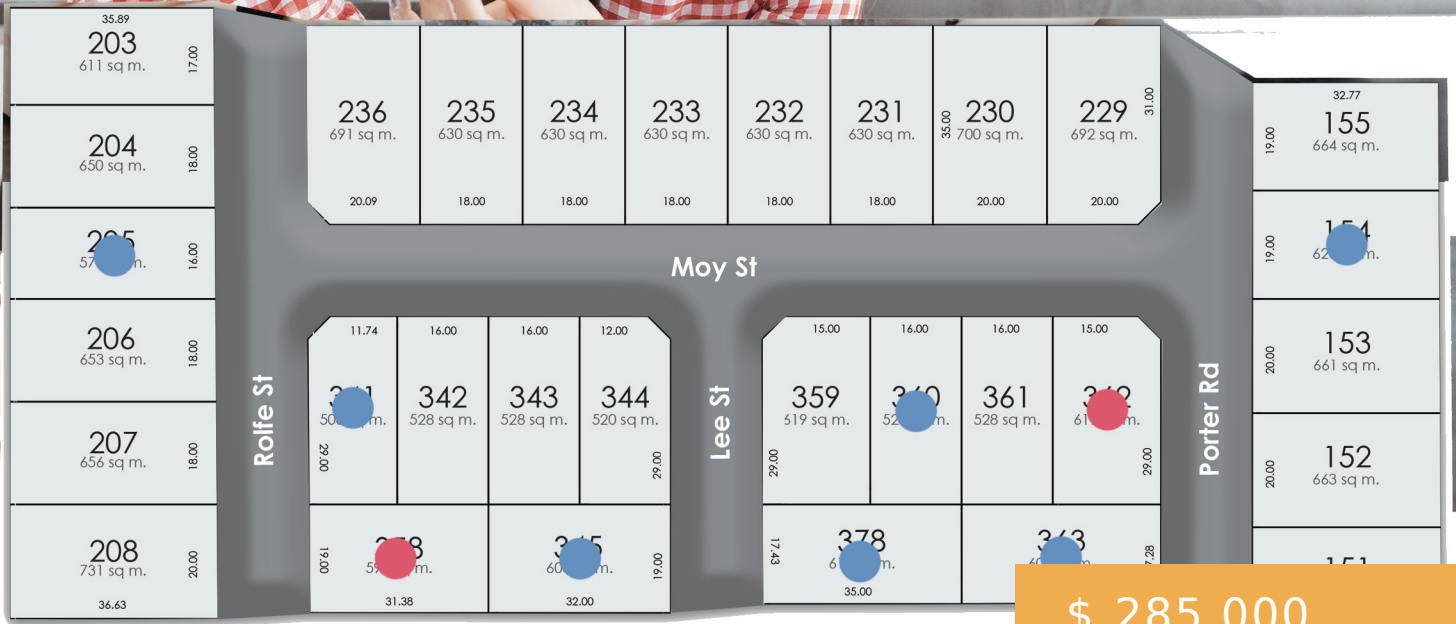 35.89
203
611 sq m.
17.00
204
650 sq m.
18.00
16.00
206
653 sq m.
18.00
207
656 sq m.
18.00
208
731 sq m.
20.00
36.63
Rolfe St
236
691 sq m.
20.09
235
630 sq m.
18.00
234
630 sq m.
18.00
233
630 sq m.
18.00
232
630 sq m.
18.00
231
630 sq m.
18.00
35.00
230
700 sq m.
20.00
229
692 sq m.
31.00
20.00
Moy St
11.74
29.00
16.00
342
528 sq m.
16.00
343
528 sq m.
12.00
344
520 sq m.
29.00
19.00
31.38
19.00
32.00
Lee St
15.00
359
619 sq m.
29.00
16.00
16.00
361
528 sq m.
15.00
29.00
17.43
378
35.00
363
Porter Rd
32.77
155
664 sq m.
19.00
154
19.00
153
661 sq m.
20.00
152
663 sq m.
20.00
151
$ 285 000